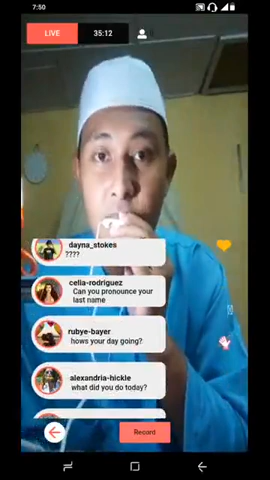 7:50
LIVE 35:12
dayna_stokes
????
celia-rodriguez
Can you pronounce your
last name
rubye-bayer
hows your day going?
alexandria-hickle
what did you do today?
Record